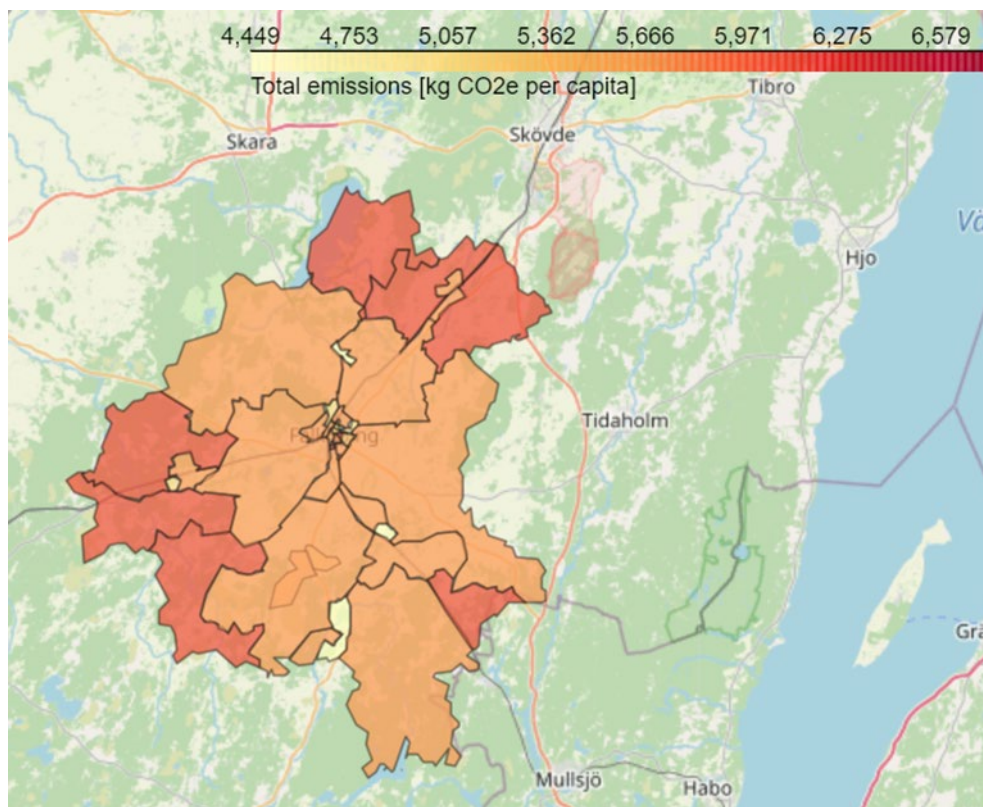 4,449 4,753 5,057 5,362 5,666 5,971 6,275 6,579
Total emissions [kg CO2e per capita]
Tibro
Skara
Skövde
Hjo
Tidaholm
Mullsjö
Habo